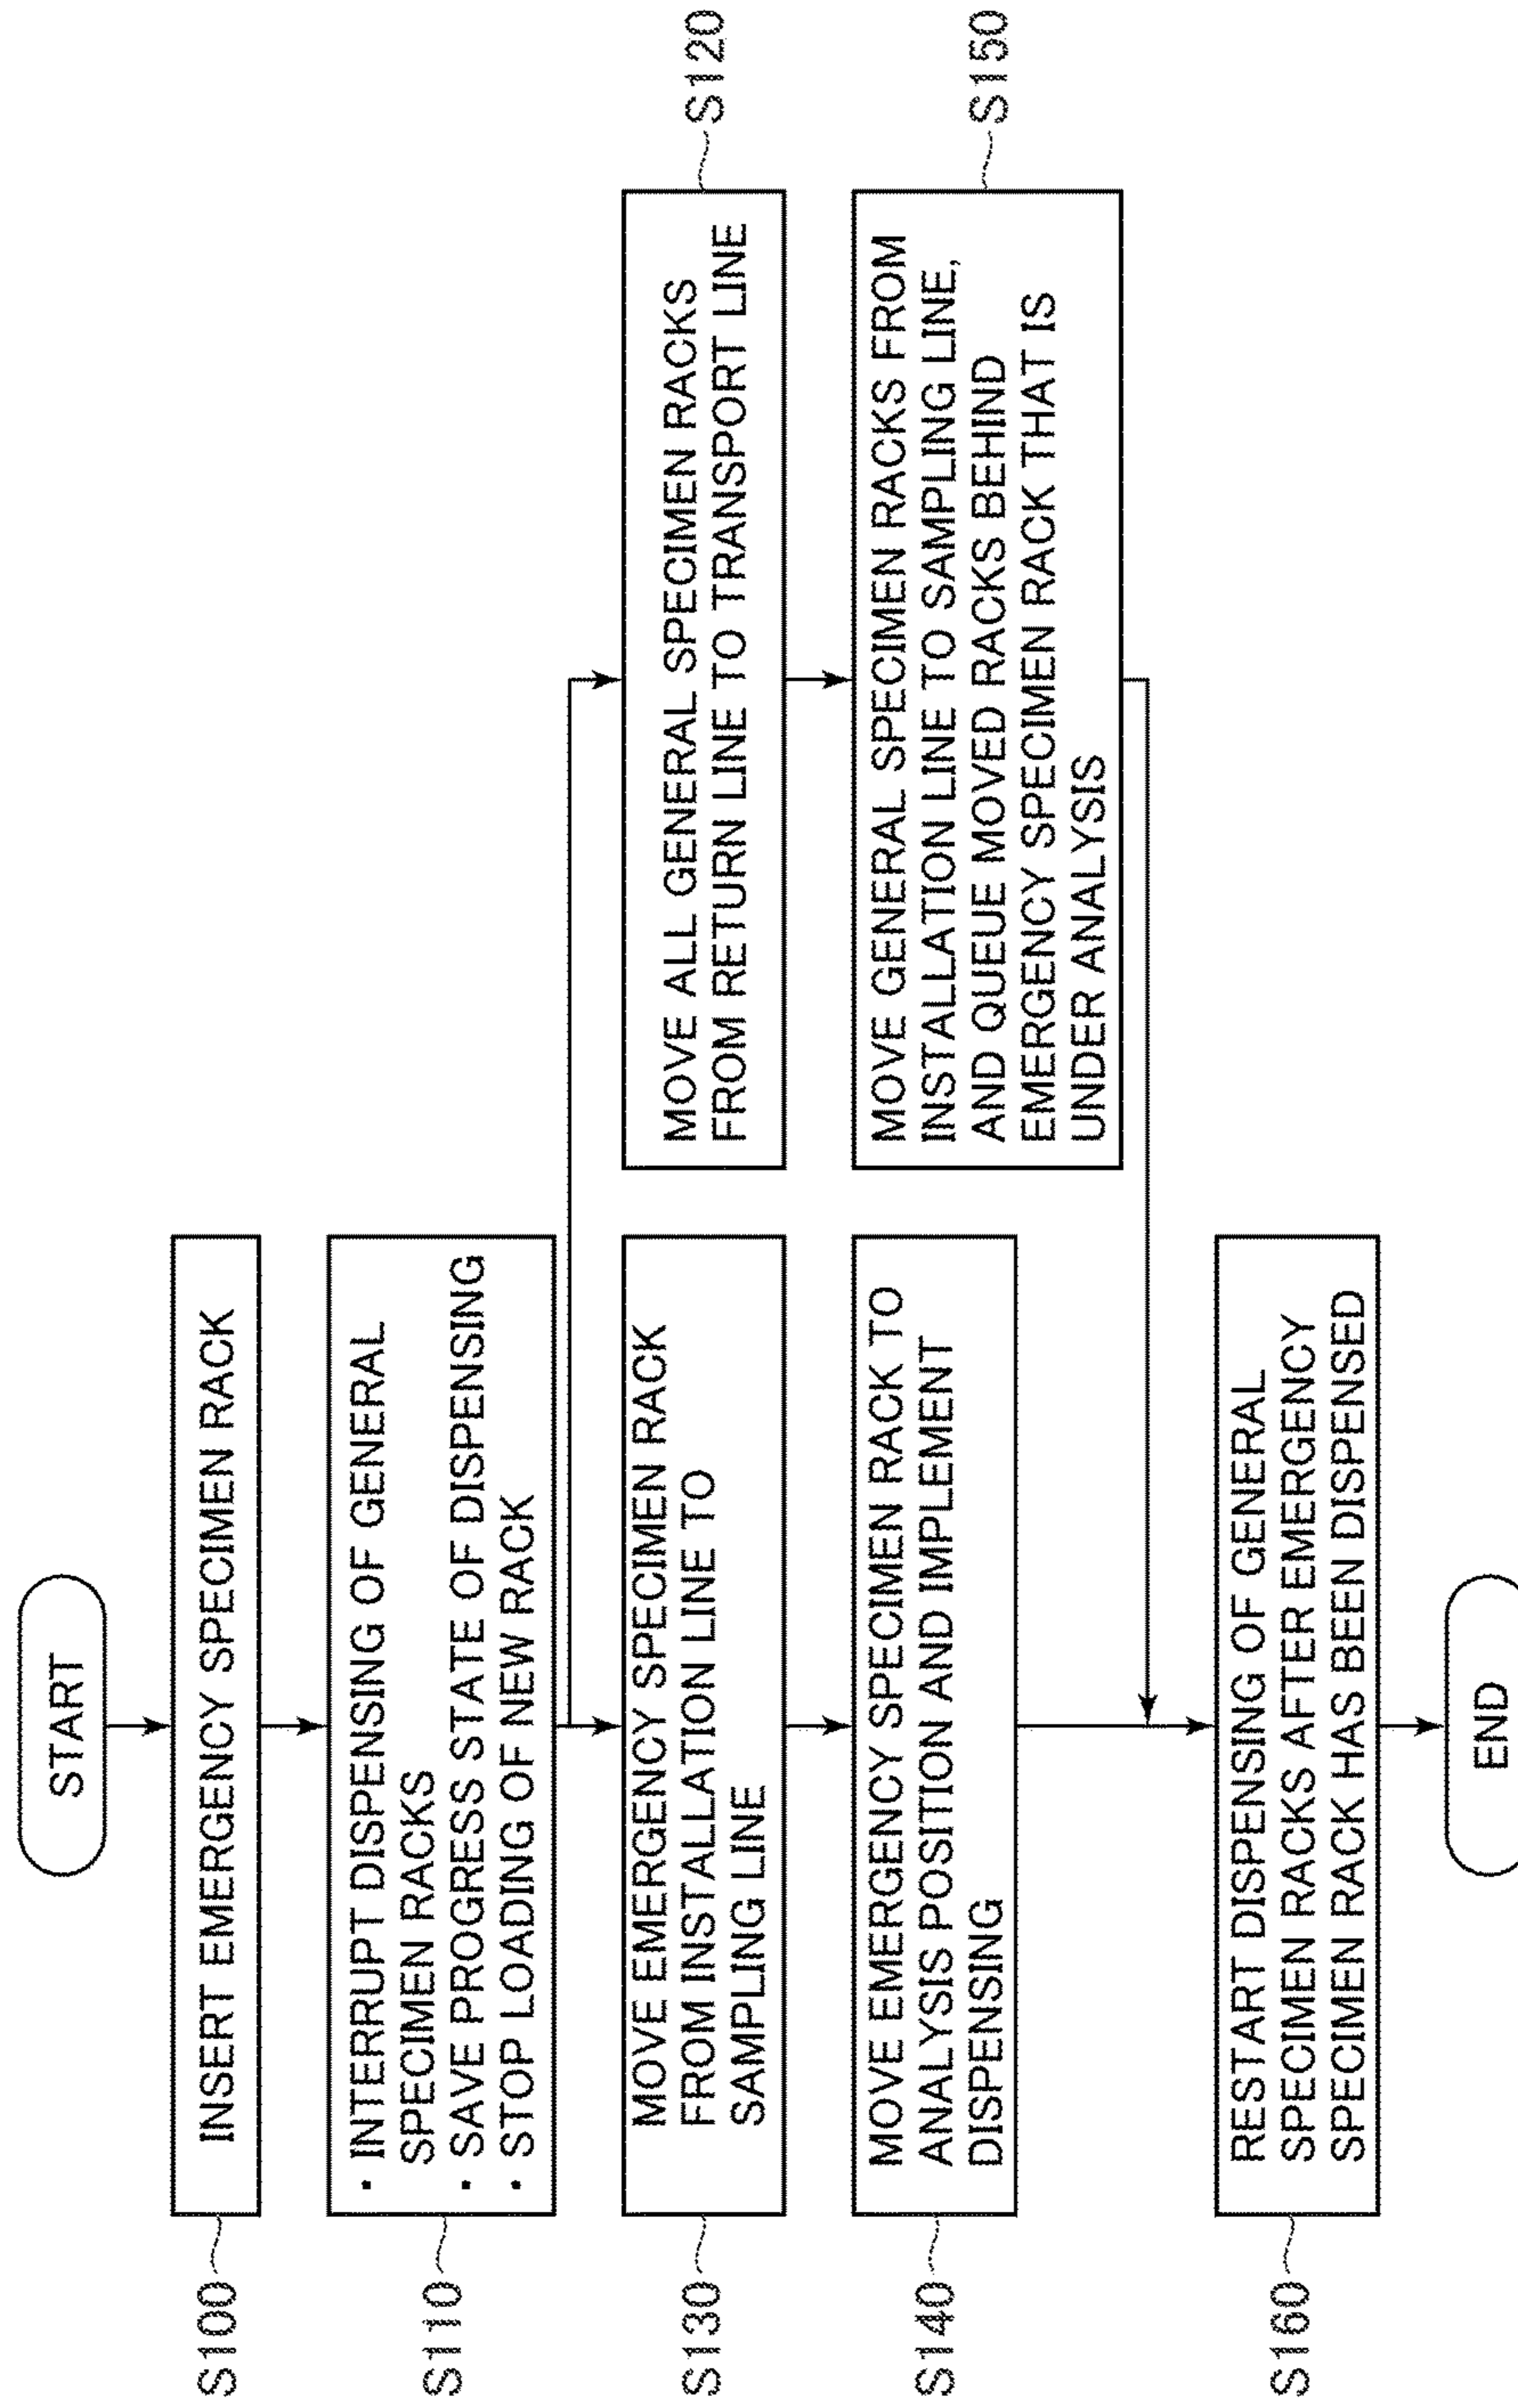 START
S100
INSERT EMERGENCY SPECIMEN RACK
S110
・INTERRUPT DISPENSING OF GENERAL
SPECIMEN RACKS
・SAVE PROGRESS STATE OF DISPENSING
・STOP LOADING OF NEW RACK
S130
MOVE EMERGENCY SPECIMEN RACK
FROM INSTALLATION LINE TO
SAMPLING LINE
MOVE ALL GENERAL SPECIMEN RACKS
FROM RETURN LINE TO TRANSPORT LINE
S120
S140
MOVE EMERGENCY SPECIMEN RACK TO
ANALYSIS POSITION AND IMPLEMENT
DISPENSING
MOVE GENERAL SPECIMEN RACKS FROM
INSTALLATION LINE TO SAMPLING LINE,
AND QUEUE MOVED RACKS BEHIND
EMERGENCY SPECIMEN RACK THAT IS
UNDER ANALYSIS
S150
S160
RESTART DISPENSING OF GENERAL
SPECIMEN RACKS AFTER EMERGENCY
SPECIMEN RACK HAS BEEN DISPENSED
END